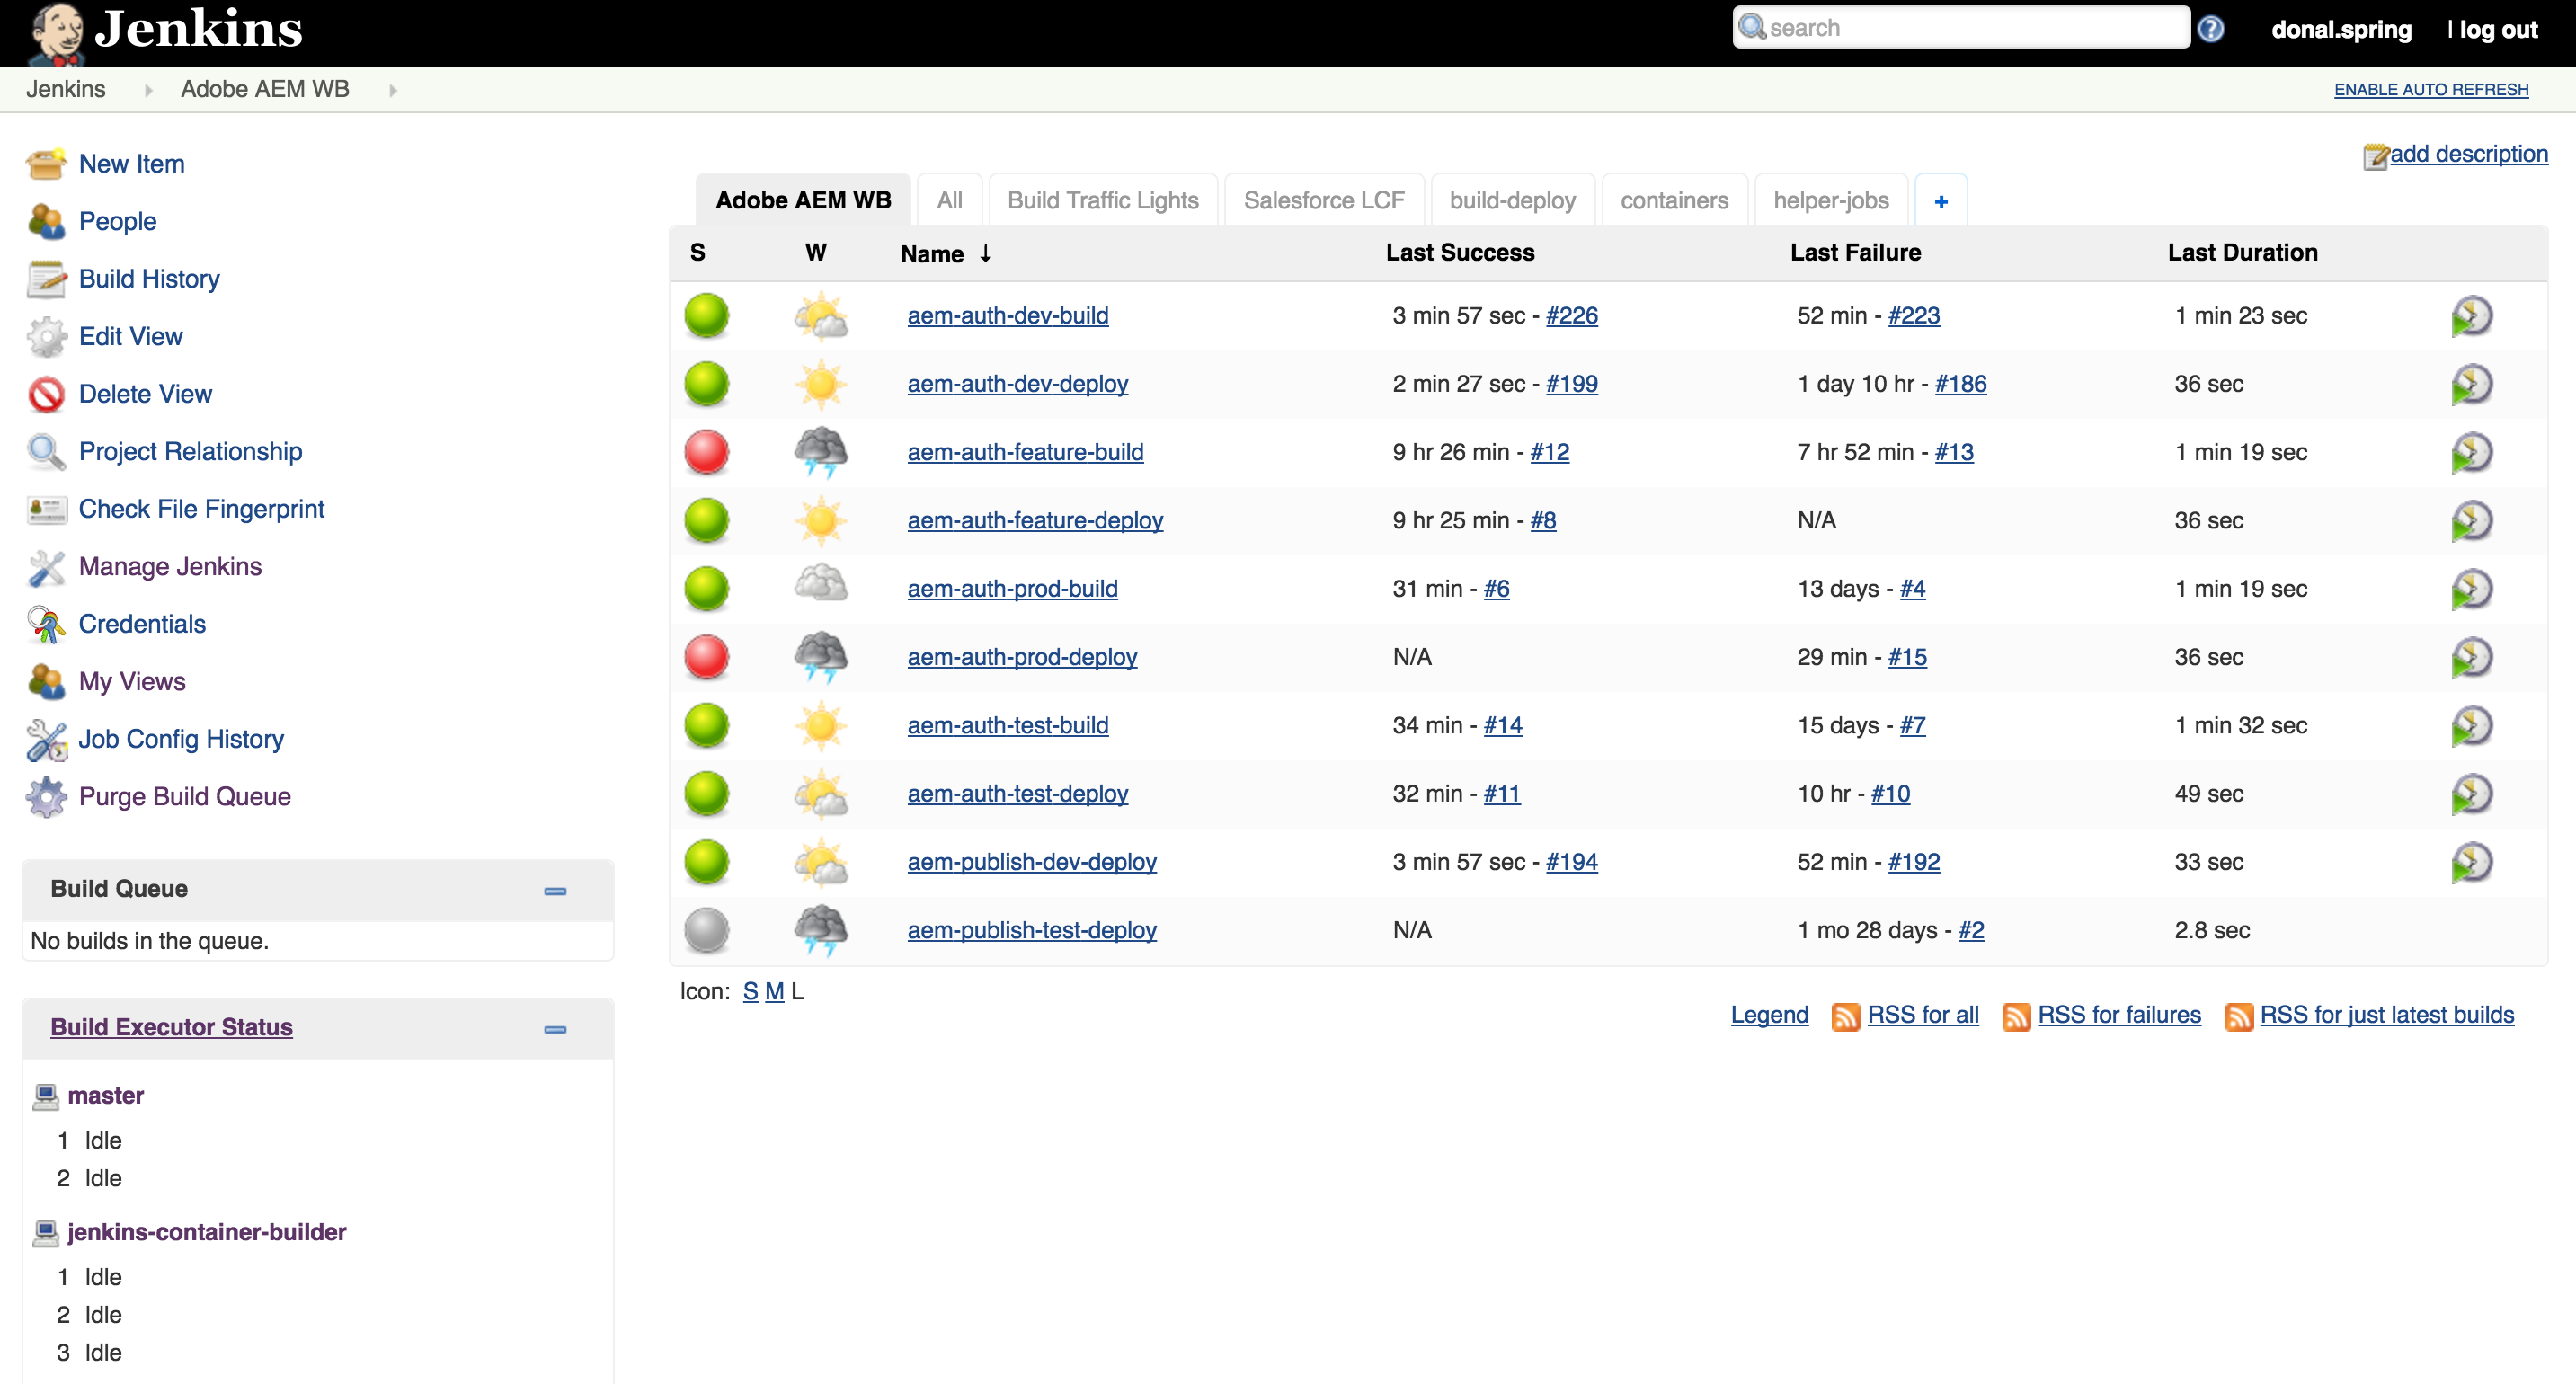 Jenkins
search
donal.spring | log out
Jenkins Adobe AEM WB
ENABLE AUTO REFRESH
New Item
People
Build History
Edit View
Delete View
Project Relationship
Check File Fingerprint
Manage Jenkins
Credentials
My Views
Job Config History
Purge Build Queue
Build Queue
No builds in the queue.
Build Executor Status
master
1 Idle
2 Idle
jenkins-container-builder
1 Idle
2 Idle
3 Idle
add description
Adobe AEM WB All Build Traffic Lights Salesforce LCF build-deploy containers helper-jobs +
S W Name ↓ Last Success Last Failure Last Duration
aem-auth-dev-build 3 min 57 sec - #226 52 min - #223 1 min 23 sec
aem-auth-dev-deploy 2 min 27 sec - #199 1 day 10 hr - #186 36 sec
aem-auth-feature-build 9 hr 26 min - #12 7 hr 52 min - #13 1 min 19 sec
aem-auth-feature-deploy 9 hr 25 min - #8 N/A 36 sec
aem-auth-prod-build 31 min - #6 13 days - #4 1 min 19 sec
aem-auth-prod-deploy N/A 29 min - #15 36 sec
aem-auth-test-build 34 min - #14 15 days - #7 1 min 32 sec
aem-auth-test-deploy 32 min - #11 10 hr - #10 49 sec
aem-publish-dev-deploy 3 min 57 sec - #194 52 min - #192 33 sec
aem-publish-test-deploy N/A 1 mo 28 days - #2 2.8 sec
Icon: S M L
Legend RSS for all RSS for failures RSS for just latest builds